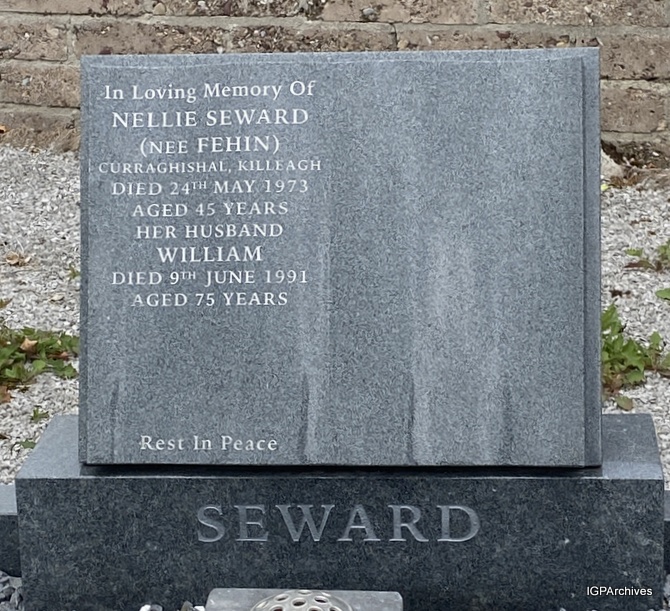 In Loving Memory Of
NELLIE SEWARD
(NEE FEHIN)
CURRAGHISHAL, KILLEAGH
DIED 24TH MAY 1973
AGED 45 YEARS
HER HUSBAND
WILLIAM
DIED 9TH JUNE 1991
AGED 75 YEARS
Rest In Peace
SEWARD
IGPArchives